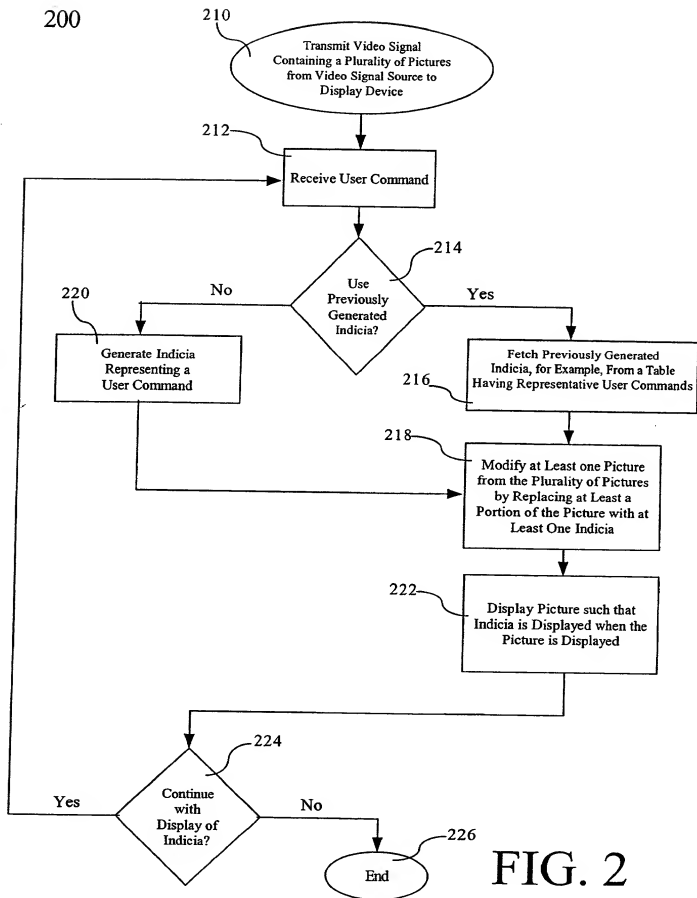 200
210
Transmit Video Signal
Containing a Plurality of Pictures
from Video Signal Source to
Display Device
212
Receive User Command
214
Use
Previously
Generated
Indicia?
No
Yes
220
Generate Indicia
Representing a
User Command
Fetch Previously Generated
Indicia, for Example, From a Table
Having Representative User Commands
216
218
Modify at Least one Picture
from the Plurality of Pictures
by Replacing at Least a
Portion of the Picture with at
Least One Indicia
222
Display Picture such that
Indicia is Displayed when the
Picture is Displayed
224
Continue
with
Display of
Indicia?
Yes
No
226
End
FIG. 2